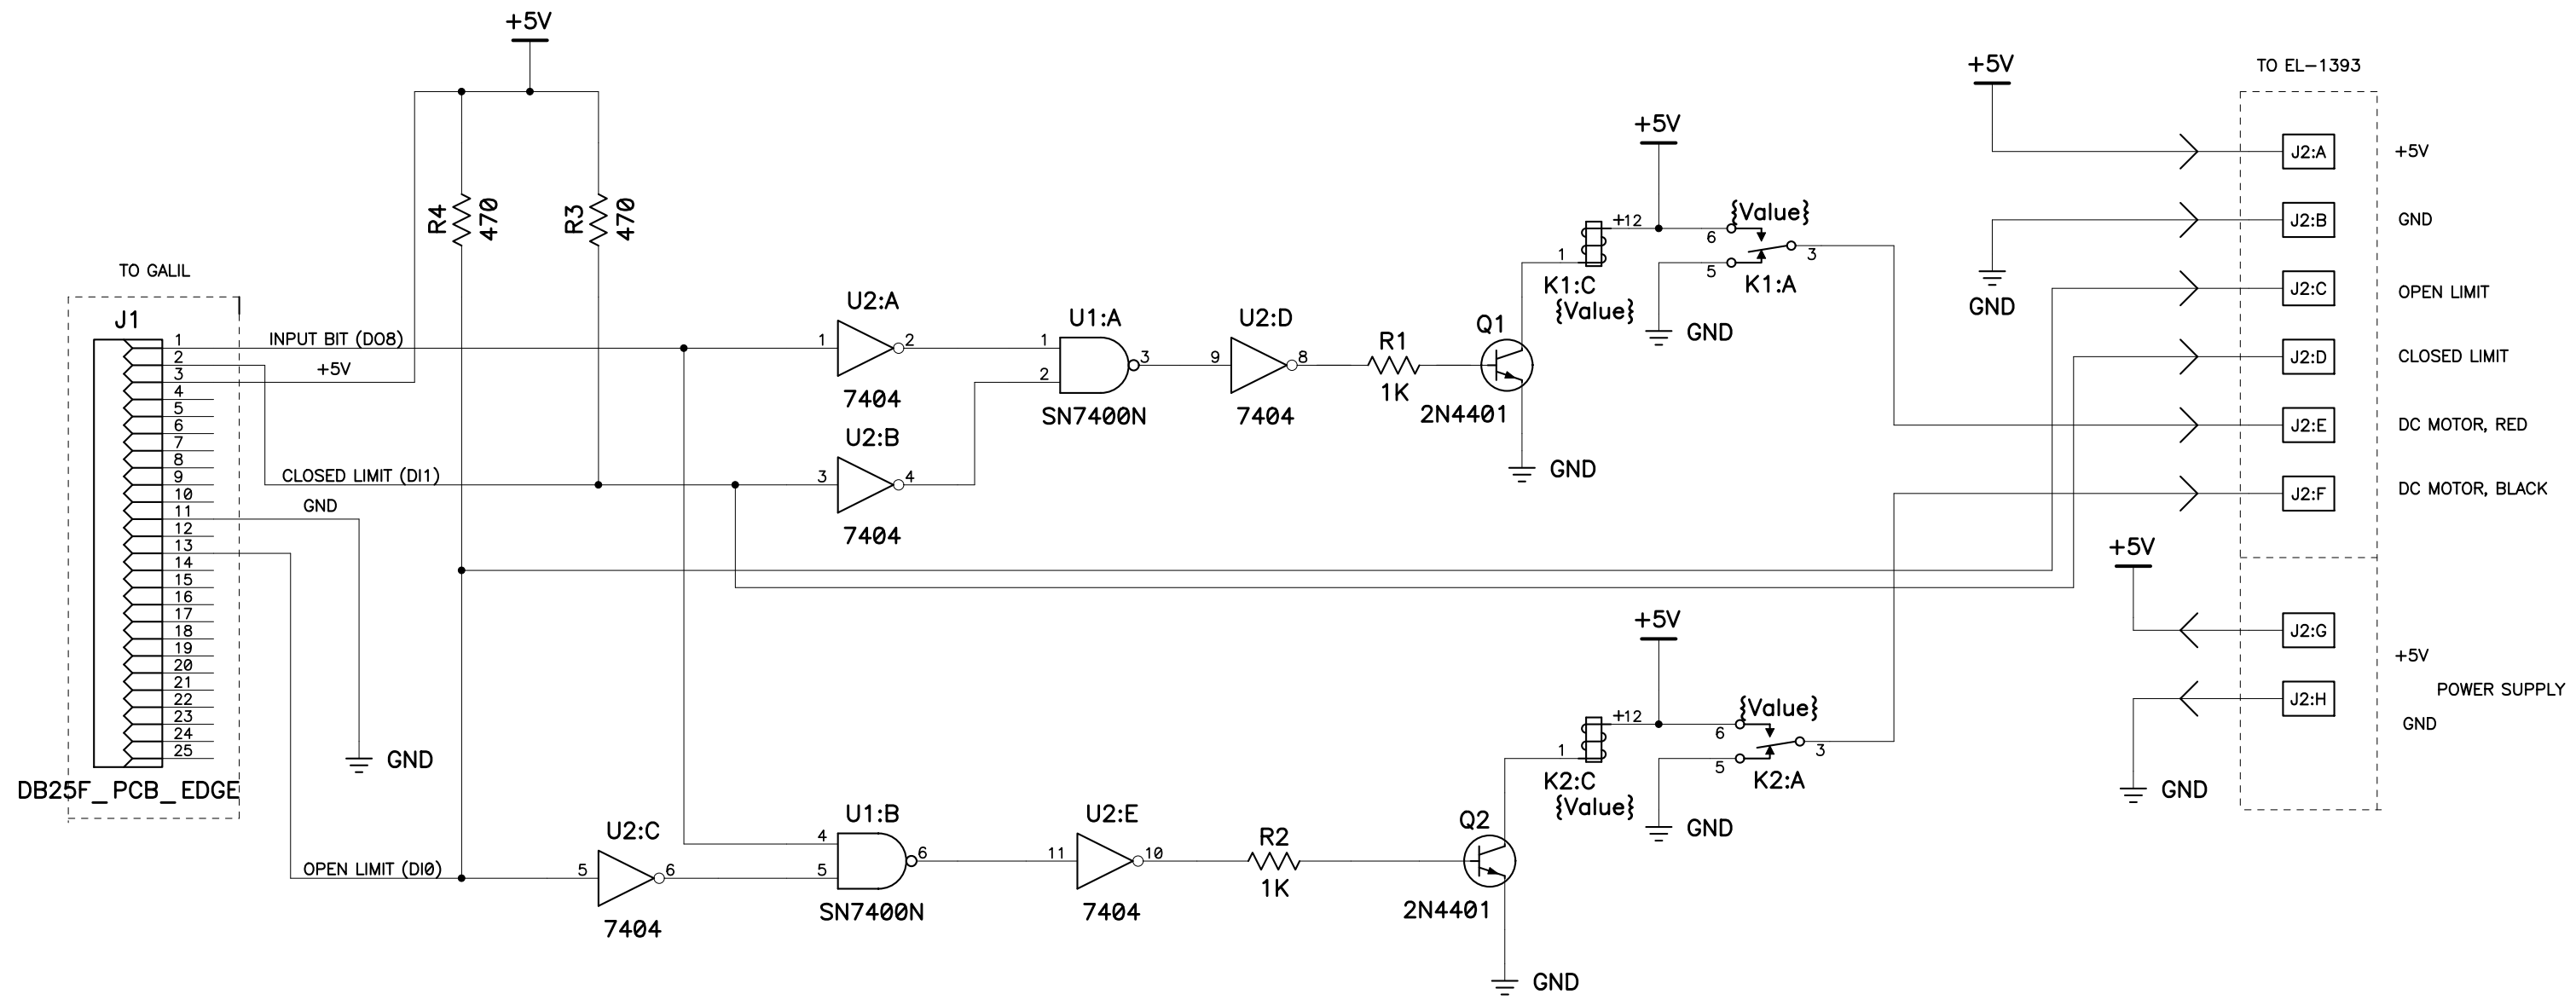 +5V
R4
470
R3
470
TO GALIL
J1
1
2
3
4
5
6
7
8
9
10
11
12
13
14
15
16
17
18
19
20
21
22
23
24
25
DB25F_PCB_EDGE
INPUT BIT (DO8)
+5V
CLOSED LIMIT (DI1)
GND
GND
OPEN LIMIT (DI0)
U2:A
1
2
7404
U2:B
3
4
7404
U1:A
1
2
3
SN7400N
U2:D
9
8
7404
R1
1K
Q1
2N4401
GND
+5V
+12
1
K1:C
{Value}
{Value}
6
5
3
K1:A
GND
U2:C
5
6
7404
U1:B
4
5
6
SN7400N
U2:E
11
10
7404
R2
1K
Q2
2N4401
GND
+5V
+12
1
K2:C
{Value}
{Value}
6
5
3
K2:A
GND
TO EL-1393
+5V
J2:A
+5V
J2:B
GND
GND
J2:C
OPEN LIMIT
J2:D
CLOSED LIMIT
J2:E
DC MOTOR, RED
J2:F
DC MOTOR, BLACK
+5V
J2:G
+5V
POWER SUPPLY
J2:H
GND
GND